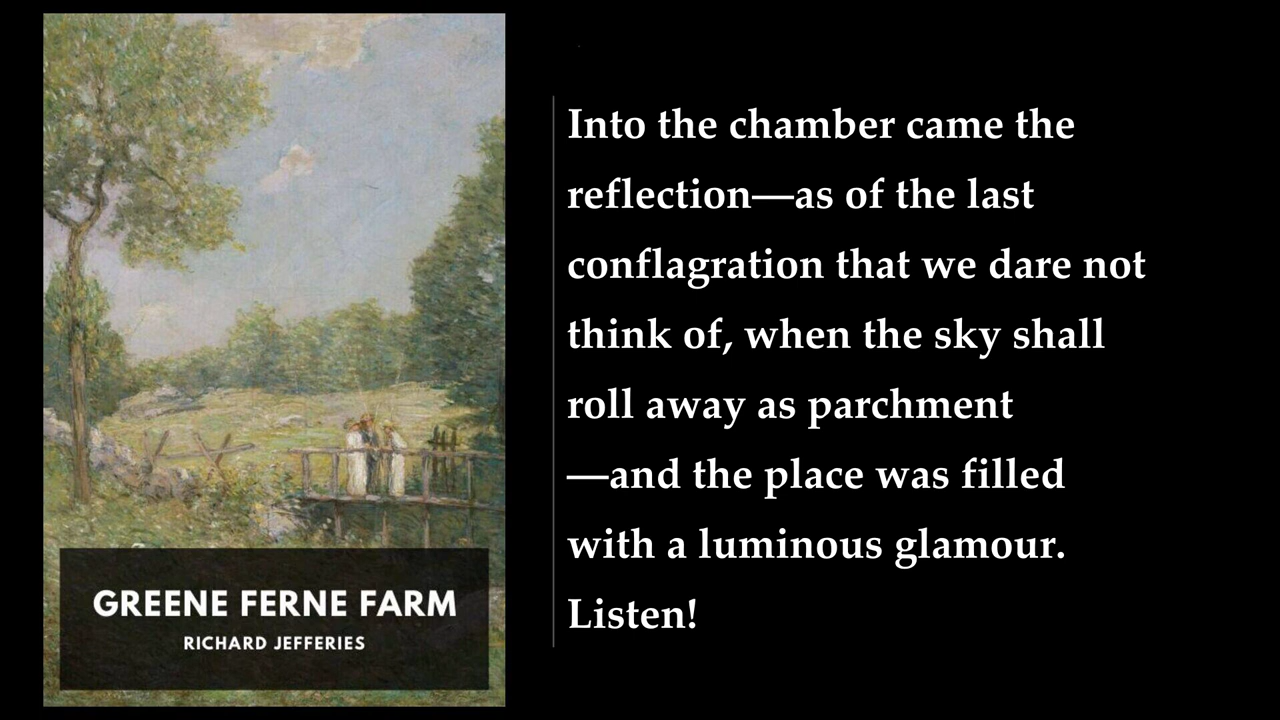 Into the chamber came the
reflection—as of the last
conflagration that we dare not
think of, when the sky shall
roll away as parchment
—and the place was filled
with a luminous glamour.
Listen!
GREENE FERNE FARM
RICHARD JEFFERIES